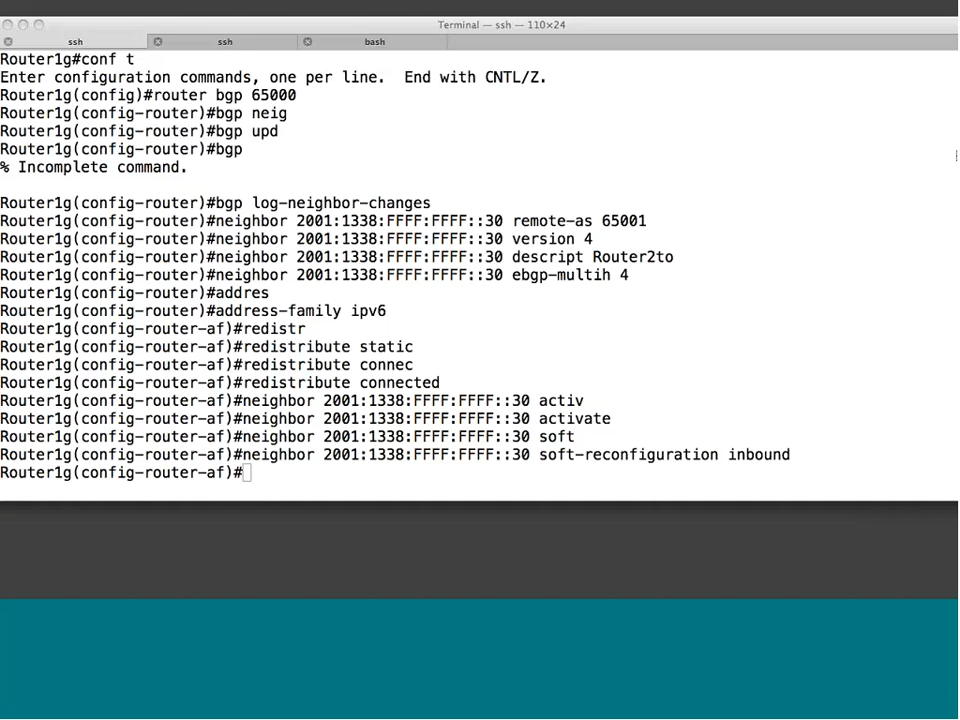 Terminal — ssh — 110×24
ssh ssh bash
Router1g#conf t
Enter configuration commands, one per line.  End with CNTL/Z.
Router1g(config)#router bgp 65000
Router1g(config-router)#bgp neig
Router1g(config-router)#bgp upd
Router1g(config-router)#bgp
% Incomplete command.
Router1g(config-router)#bgp log-neighbor-changes
Router1g(config-router)#neighbor 2001:1338:FFFF:FFFF::30 remote-as 65001
Router1g(config-router)#neighbor 2001:1338:FFFF:FFFF::30 version 4
Router1g(config-router)#neighbor 2001:1338:FFFF:FFFF::30 descript Router2to
Router1g(config-router)#neighbor 2001:1338:FFFF:FFFF::30 ebgp-multih 4
Router1g(config-router)#addres
Router1g(config-router)#address-family ipv6
Router1g(config-router-af)#redistr
Router1g(config-router-af)#redistribute static
Router1g(config-router-af)#redistribute connec
Router1g(config-router-af)#redistribute connected
Router1g(config-router-af)#neighbor 2001:1338:FFFF:FFFF::30 activ
Router1g(config-router-af)#neighbor 2001:1338:FFFF:FFFF::30 activate
Router1g(config-router-af)#neighbor 2001:1338:FFFF:FFFF::30 soft
Router1g(config-router-af)#neighbor 2001:1338:FFFF:FFFF::30 soft-reconfiguration inbound
Router1g(config-router-af)#